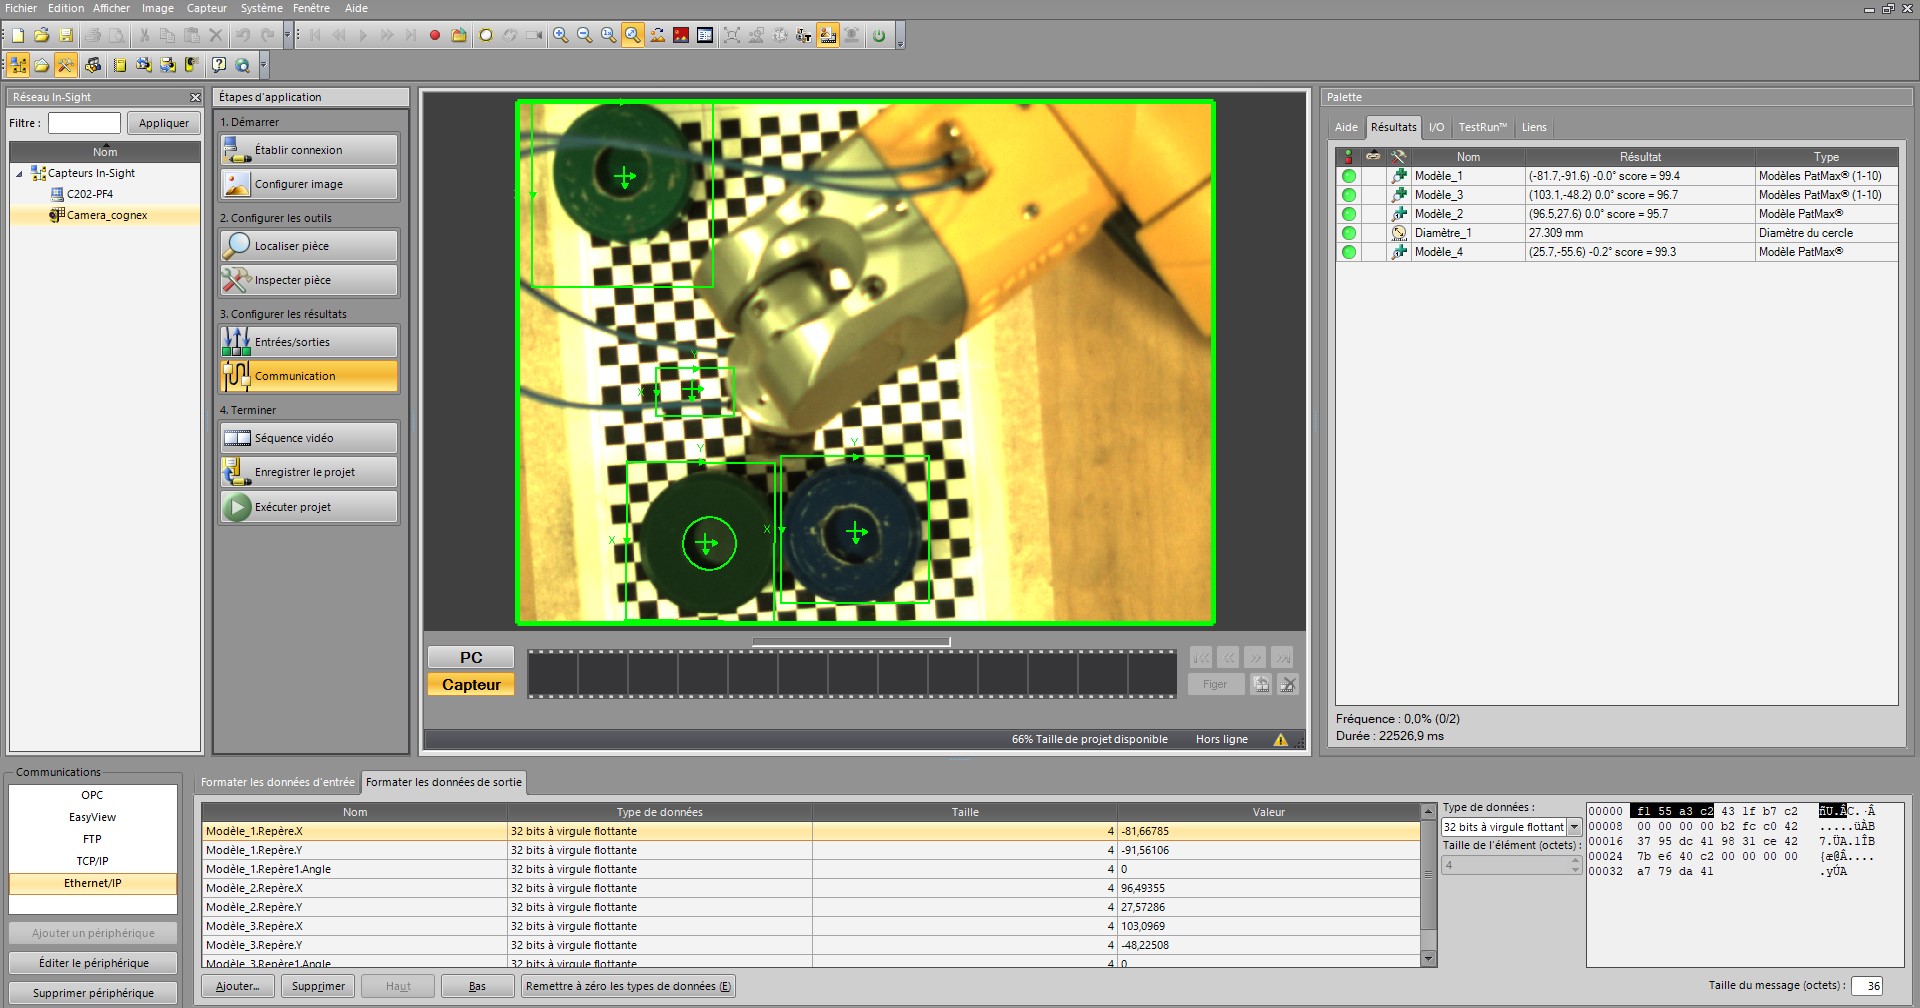 Fichier Edition Afficher Image Capteur Système Fenêtre Aide
Réseau In-Sight
Filtre :
Appliquer
Nom
Capteurs In-Sight
C202-PF4
Camera_cognex
Étapes d'application
1. Démarrer
Établir connexion
Configurer image
2. Configurer les outils
Localiser pièce
Inspecter pièce
3. Configurer les résultats
Entrées/sorties
Communication
4. Terminer
Séquence vidéo
Enregistrer le projet
Exécuter projet
Y
X
Y
X
Y
X
PC
Capteur
Figer
66% Taille de projet disponible Hors ligne
Palette
Aide Résultats I/O TestRun™ Liens
Nom Résultat Type
Modèle_1 (-81.7,-91.6) -0.0° score = 99.4 Modèles PatMax® (1-10)
Modèle_3 (103.1,-48.2) 0.0° score = 96.7 Modèles PatMax® (1-10)
Modèle_2 (96.5,27.6) 0.0° score = 95.7 Modèle PatMax®
Diamètre_1 27.309 mm Diamètre du cercle
Modèle_4 (25.7,-55.6) -0.2° score = 99.3 Modèle PatMax®
Fréquence : 0,0% (0/2)
Durée : 22526,9 ms
Communications
OPC
EasyView
FTP
TCP/IP
Ethernet/IP
Ajouter un périphérique
Éditer le périphérique
Supprimer périphérique
Formater les données d'entrée Formater les données de sortie
Nom Type de données Taille Valeur
Modèle_1.Repère.X 32 bits à virgule flottante 4 -81,66785
Modèle_1.Repère.Y 32 bits à virgule flottante 4 -91,56106
Modèle_1.Repère1.Angle 32 bits à virgule flottante 4 0
Modèle_2.Repère.X 32 bits à virgule flottante 4 96,49355
Modèle_2.Repère.Y 32 bits à virgule flottante 4 27,57286
Modèle_3.Repère.X 32 bits à virgule flottante 4 103,0969
Modèle_3.Repère.Y 32 bits à virgule flottante 4 -48,22508
Modèle_3.Repère1.Angle 32 bits à virgule flottante 4 0
Ajouter... Supprimer Haut Bas Remettre à zéro les types de données (E)
Type de données :
32 bits à virgule flottant
Taille de l'élément (octets) :
4
00000 f1 55 a3 c2 43 1f b7 c2 ñU.ÂC.·Â
00008 00 00 00 00 b2 fc c0 42 .....üÀB
00016 37 95 dc 41 98 31 ce 42 7.ÜA.1ÎB
00024 7b e6 40 c2 00 00 00 00 {æ@Â....
00032 a7 79 da 41 .yÚA
Taille du message (octets) : 36